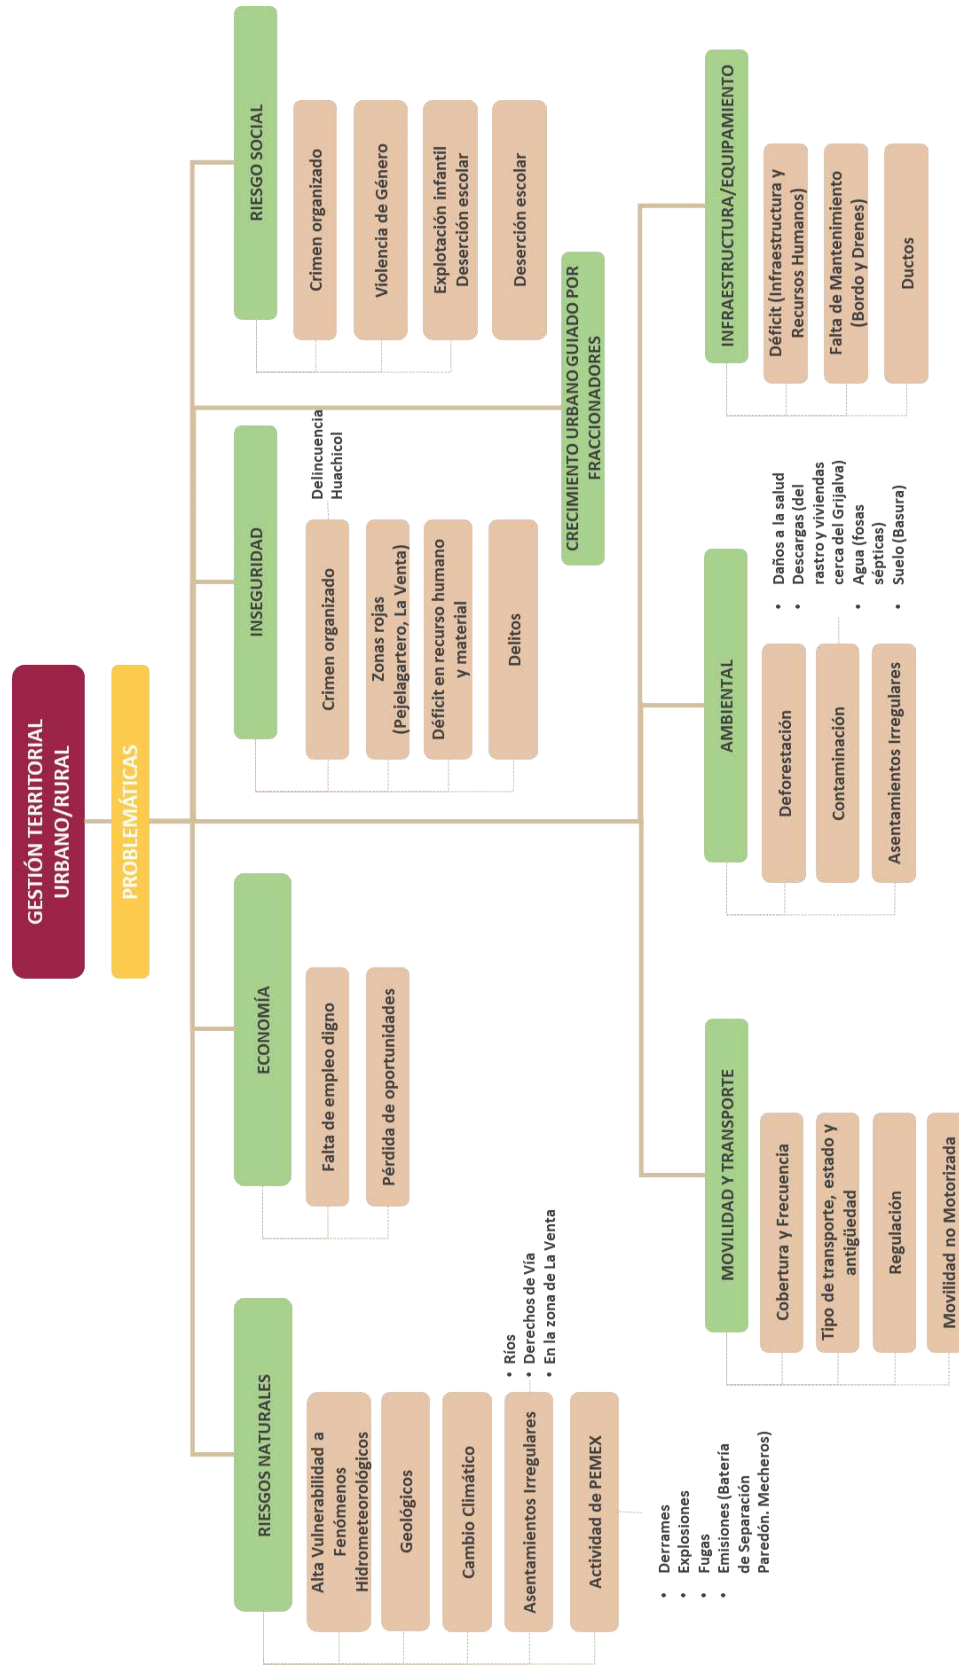 GESTIÓN TERRITORIAL
URBANO/RURAL
PROBLEMÁTICAS
RIESGOS NATURALES
Alta Vulnerabilidad a
Fenómenos
Hidrometeorológicos
Geológicos
Cambio Climático
Asentamientos Irregulares
• Ríos
• Derechos de Vía
• En la zona de La Venta
Actividad de PEMEX
• Derrames
• Explosiones
• Fugas
• Emisiones (Batería
de Separación
Paredón. Mecheros)
ECONOMÍA
Falta de empleo digno
Pérdida de oportunidades
INSEGURIDAD
Crimen organizado
Delincuencia
Huachicol
Zonas rojas
(Pejelagartero, La Venta)
Déficit en recurso humano
y material
Delitos
RIESGO SOCIAL
Crimen organizado
Violencia de Género
Explotación infantil
Deserción escolar
Deserción escolar
CRECIMIENTO URBANO GUIADO POR
FRACCIONADORES
MOVILIDAD Y TRANSPORTE
Cobertura y Frecuencia
Tipo de transporte, estado y
antigüedad
Regulación
Movilidad no Motorizada
AMBIENTAL
Deforestación
Contaminación
• Daños a la salud
• Descargas (del
rastro y viviendas
cerca del Grijalva)
• Agua (fosas
sépticas)
• Suelo (Basura)
Asentamientos Irregulares
INFRAESTRUCTURA/EQUIPAMIENTO
Déficit (Infraestructura y
Recursos Humanos)
Falta de Mantenimiento
(Bordo y Drenes)
Ductos